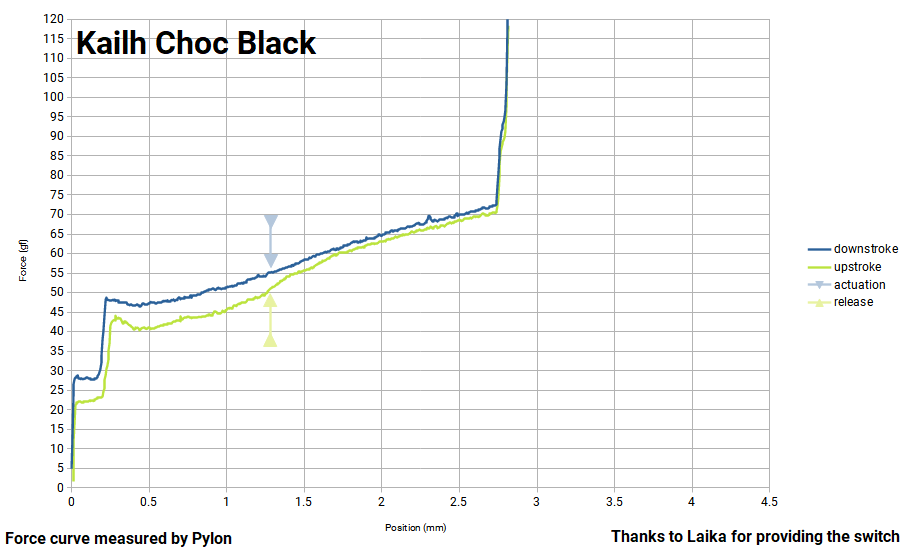 Kailh Choc Black
120
115
110
105
100
95
90
85
80
75
70
65
60
55
50
45
40
35
30
25
20
15
10
5
0
Force (gf)
0 0.5 1 1.5 2 2.5 3 3.5 4 4.5
Position (mm)
downstroke
upstroke
actuation
release
Force curve measured by Pylon
Thanks to Laika for providing the switch